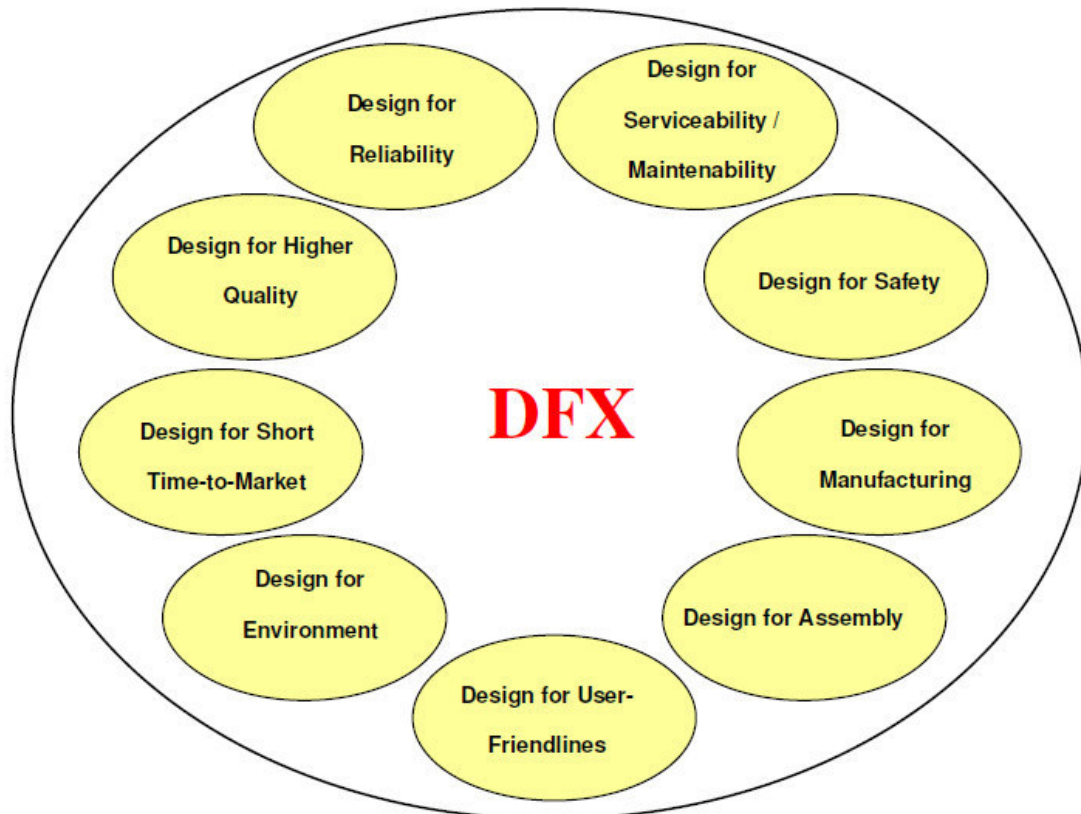 Design for
Reliability
Design for
Serviceability /
Maintenability
Design for Higher
Quality
Design for Safety
DFX
Design for Short
Time-to-Market
Design for
Manufacturing
Design for
Environment
Design for Assembly
Design for User-
Friendlines